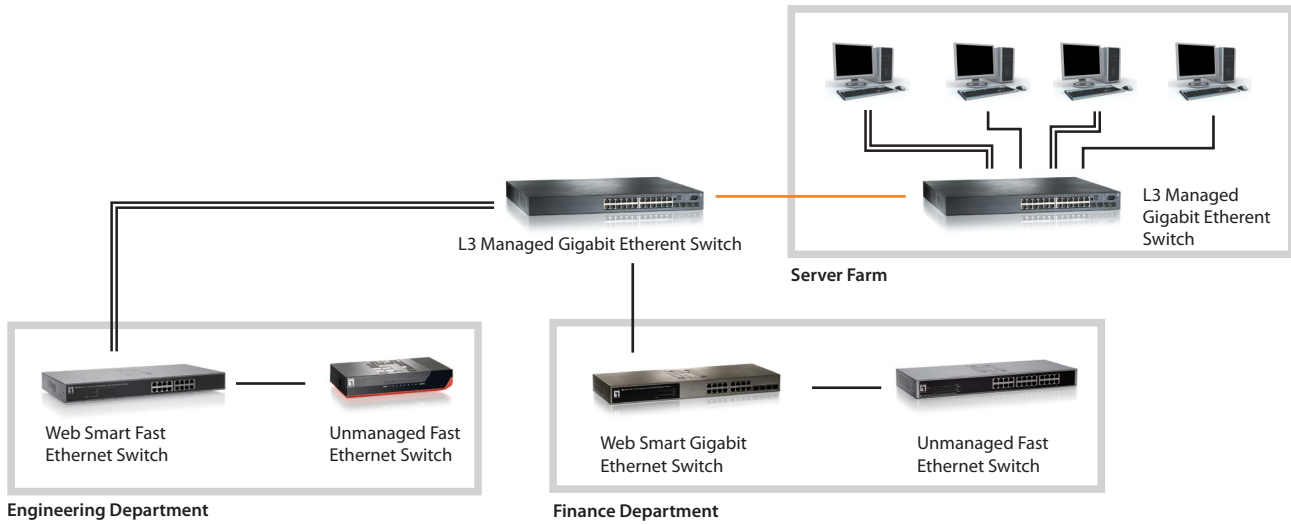 L3 Managed
Gigabit Etherent
Switch
L3 Managed Gigabit Etherent Switch
Server Farm
Web Smart Fast
Ethernet Switch
Unmanaged Fast
Ethernet Switch
Engineering Department
Web Smart Gigabit
Ethernet Switch
Unmanaged Fast
Ethernet Switch
Finance Department